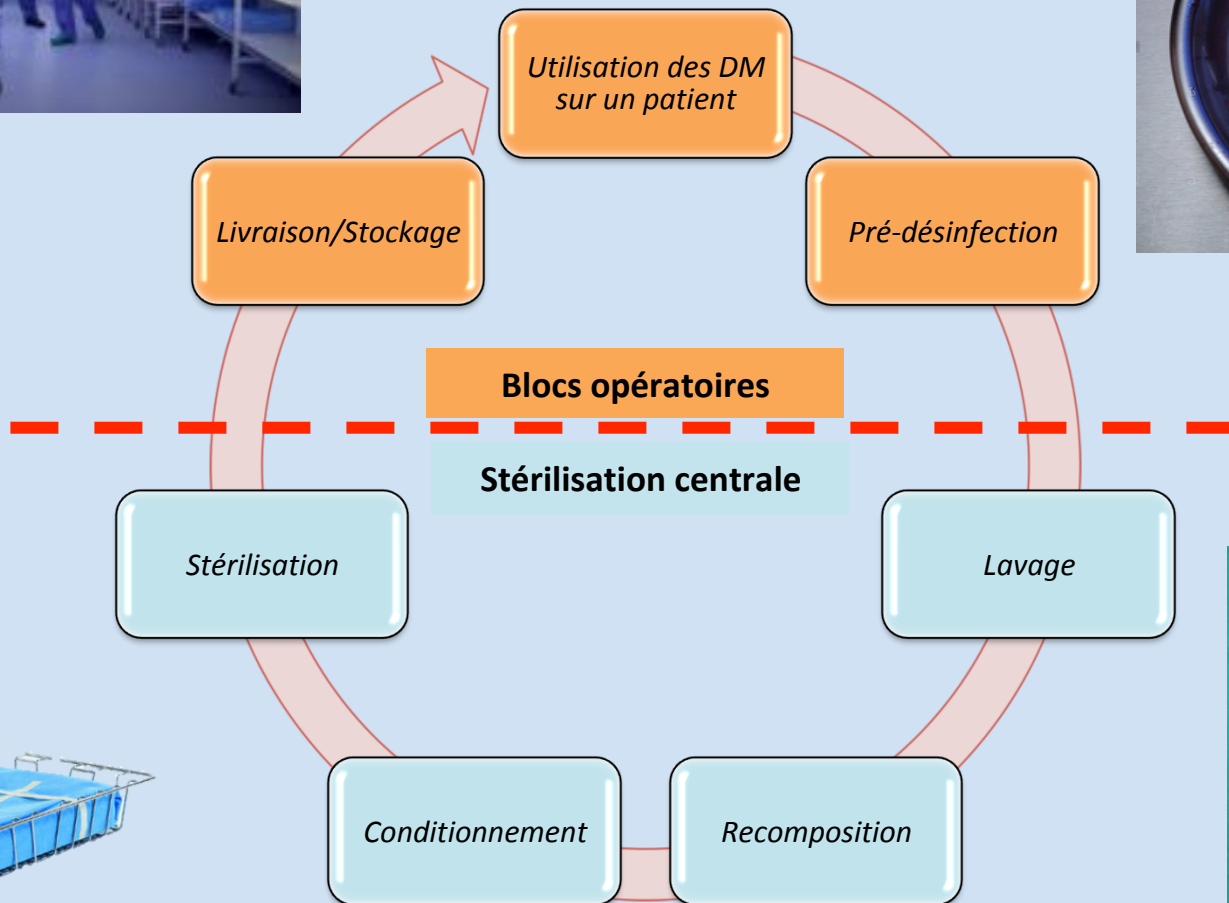 Utilisation des DM
sur un patient
Livraison/Stockage
Pré-désinfection
Blocs opératoires
Stérilisation centrale
Stérilisation
Lavage
Conditionnement
Recomposition